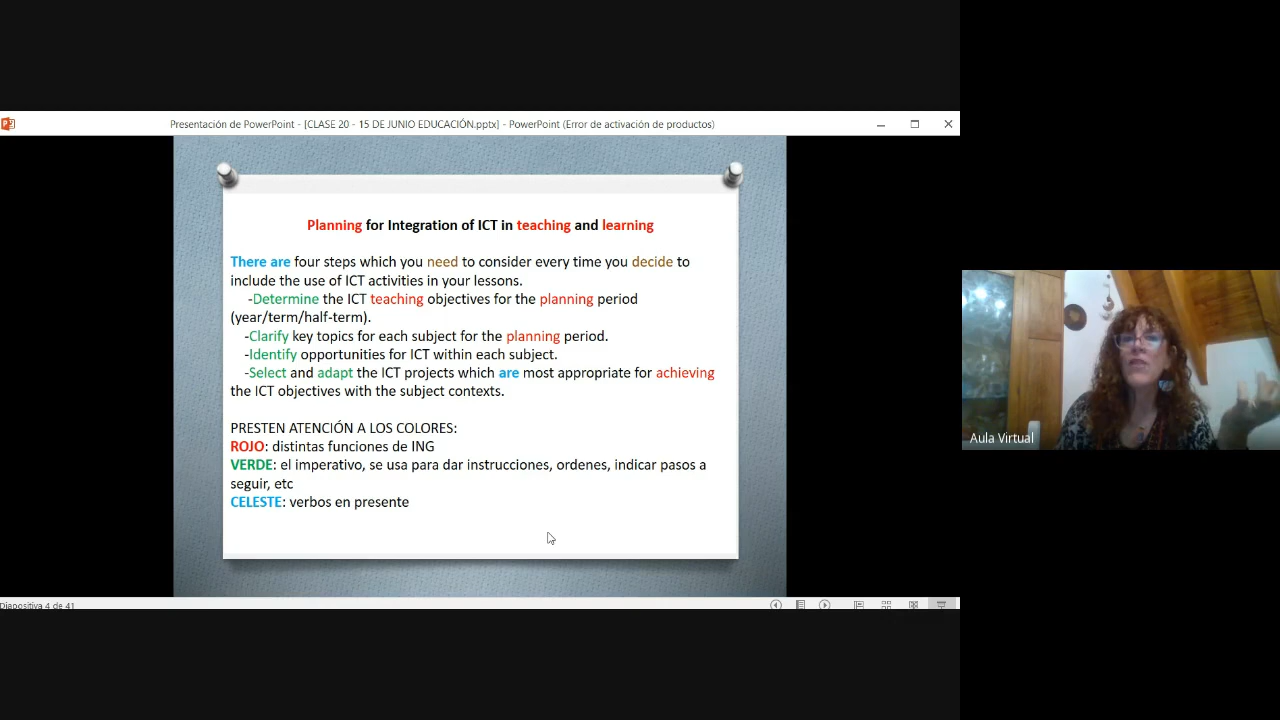 Presentación de PowerPoint - [CLASE 20 - 15 DE JUNIO EDUCACIÓN.pptx] - PowerPoint (Error de activación de productos)
Planning for Integration of ICT in teaching and learning
There are four steps which you need to consider every time you decide to
include the use of ICT activities in your lessons.
-Determine the ICT teaching objectives for the planning period
(year/term/half-term).
-Clarify key topics for each subject for the planning period.
-Identify opportunities for ICT within each subject.
-Select and adapt the ICT projects which are most appropriate for achieving
the ICT objectives with the subject contexts.
PRESTEN ATENCIÓN A LOS COLORES:
ROJO: distintas funciones de ING
VERDE: el imperativo, se usa para dar instrucciones, ordenes, indicar pasos a
seguir, etc
CELESTE: verbos en presente
Aula Virtual
Diapositiva 4 de 41